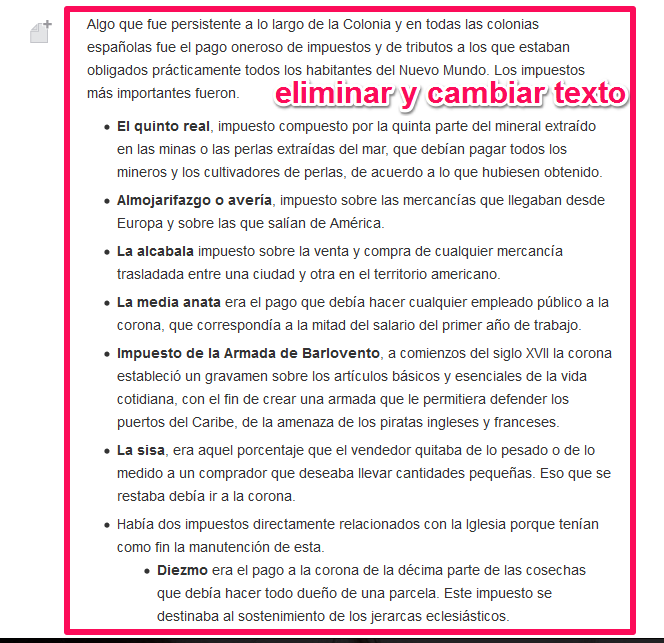 Algo que fue persistente a lo largo de la Colonia y en todas las colonias
españolas fue el pago oneroso de impuestos y de tributos a los que estaban
obligados prácticamente todos los habitantes del Nuevo Mundo. Los impuestos
más importantes fueron.
eliminar y cambiar texto
• El quinto real, impuesto compuesto por la quinta parte del mineral extraído
en las minas o las perlas extraídas del mar, que debían pagar todos los
mineros y los cultivadores de perlas, de acuerdo a lo que hubiesen obtenido.
• Almojarifazgo o avería, impuesto sobre las mercancías que llegaban desde
Europa y sobre las que salían de América.
• La alcabala impuesto sobre la venta y compra de cualquier mercancía
trasladada entre una ciudad y otra en el territorio americano.
• La media anata era el pago que debía hacer cualquier empleado público a la
corona, que correspondía a la mitad del salario del primer año de trabajo.
• Impuesto de la Armada de Barlovento, a comienzos del siglo XVII la corona
estableció un gravamen sobre los artículos básicos y esenciales de la vida
cotidiana, con el fin de crear una armada que le permitiera defender los
puertos del Caribe, de la amenaza de los piratas ingleses y franceses.
• La sisa, era aquel porcentaje que el vendedor quitaba de lo pesado o de lo
medido a un comprador que deseaba llevar cantidades pequeñas. Eso que se
restaba debía ir a la corona.
• Había dos impuestos directamente relacionados con la Iglesia porque tenían
como fin la manutención de esta.
• Diezmo era el pago a la corona de la décima parte de las cosechas
que debía hacer todo dueño de una parcela. Este impuesto se
destinaba al sostenimiento de los jerarcas eclesiásticos.